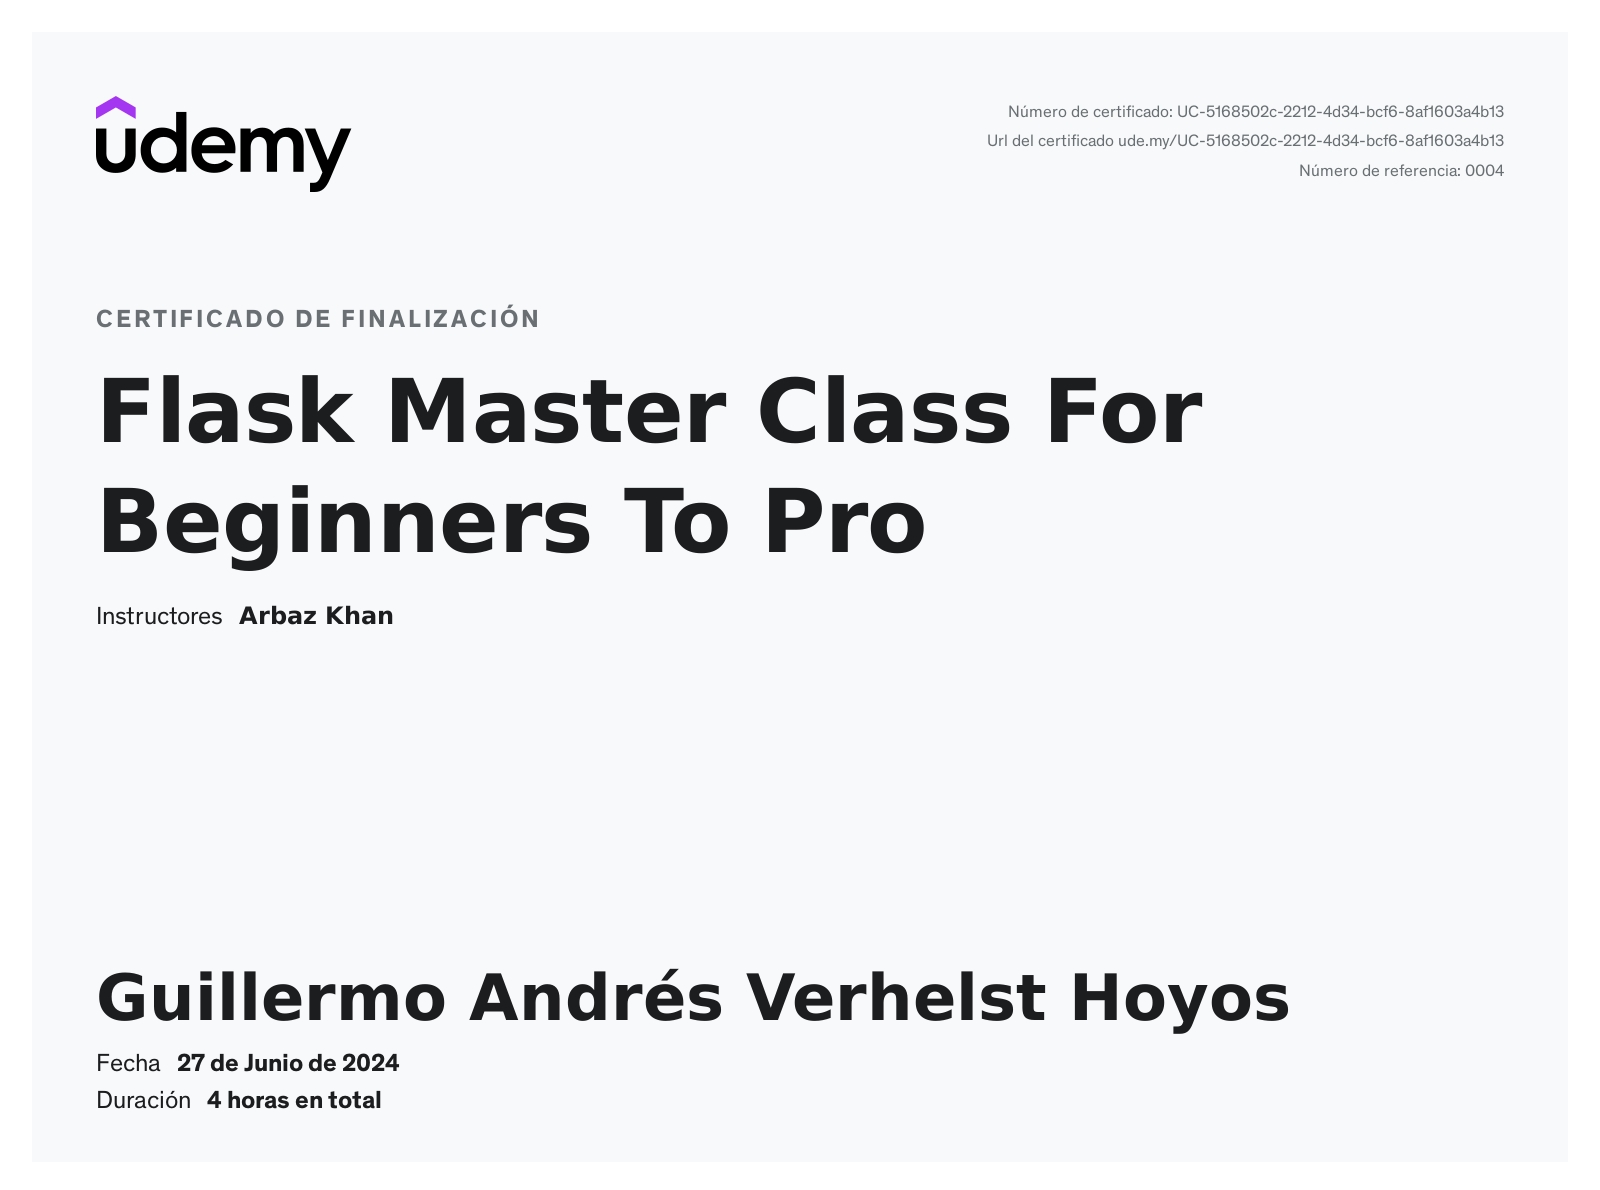 udemy
Número de certificado: UC-5168502c-2212-4d34-bcf6-8af1603a4b13
Url del certificado ude.my/UC-5168502c-2212-4d34-bcf6-8af1603a4b13
Número de referencia: 0004
CERTIFICADO DE FINALIZACIÓN
Flask Master Class For
Beginners To Pro
Instructores Arbaz Khan
Guillermo Andrés Verhelst Hoyos
Fecha 27 de Junio de 2024
Duración 4 horas en total